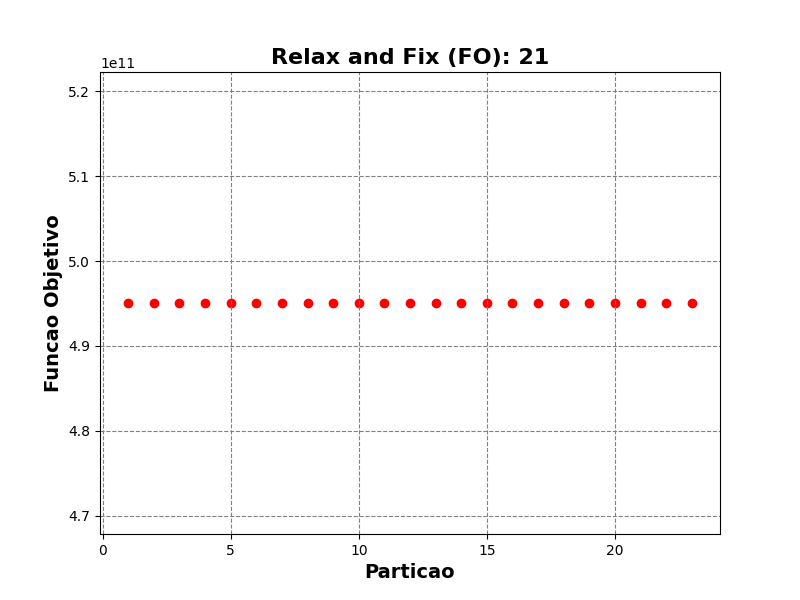 Relax and Fix (FO): 21
1e11
5.2
5.1
5.0
4.9
4.8
4.7
Funcao Objetivo
0 5 10 15 20
Particao